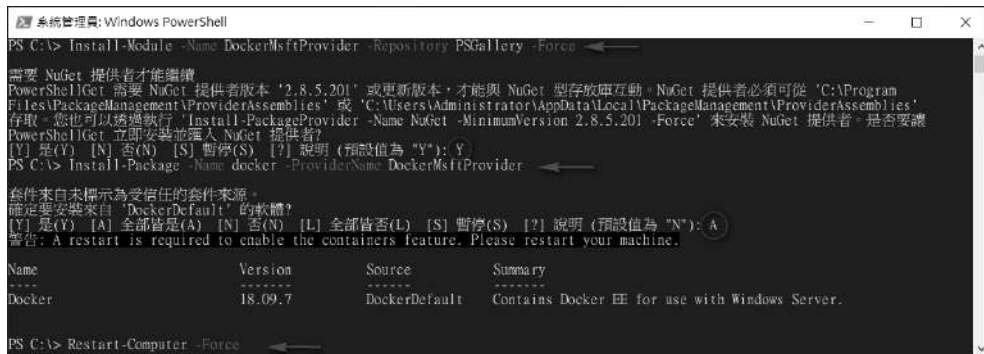 系統管理員: Windows PowerShell
PS C:\> Install-Module -Name DockerMsftProvider -Repository PSGallery -Force
需要 NuGet 提供者才能繼續
PowerShellGet 需要 NuGet 提供者版本 '2.8.5.201' 或更新版本，才能與 NuGet 型存放庫互動。NuGet 提供者必須可從 'C:\Program
Files\PackageManagement\ProviderAssemblies' 或 'C:\Users\Administrator\AppData\Local\PackageManagement\ProviderAssemblies'
存取。您也可以透過執行 'Install-PackageProvider -Name NuGet -MinimumVersion 2.8.5.201 -Force' 來安裝 NuGet 提供者。是否要讓
PowerShellGet 立即安裝並匯入 NuGet 提供者?
[Y] 是(Y) [N] 否(N) [S] 暫停(S) [?] 說明 (預設值為 "Y"): Y
PS C:\> Install-Package -Name docker -ProviderName DockerMsftProvider
套件來自未標示為受信任的套件來源。
確定要安裝來自 'DockerDefault' 的軟體?
[Y] 是(Y) [A] 全部皆是(A) [N] 否(N) [L] 全部皆否(L) [S] 暫停(S) [?] 說明 (預設值為 "N"): A
警告: A restart is required to enable the containers feature. Please restart your machine.
Name Version Source Summary
---- ------- ------ -------
Docker 18.09.7 DockerDefault Contains Docker EE for use with Windows Server.
PS C:\> Restart-Computer -Force